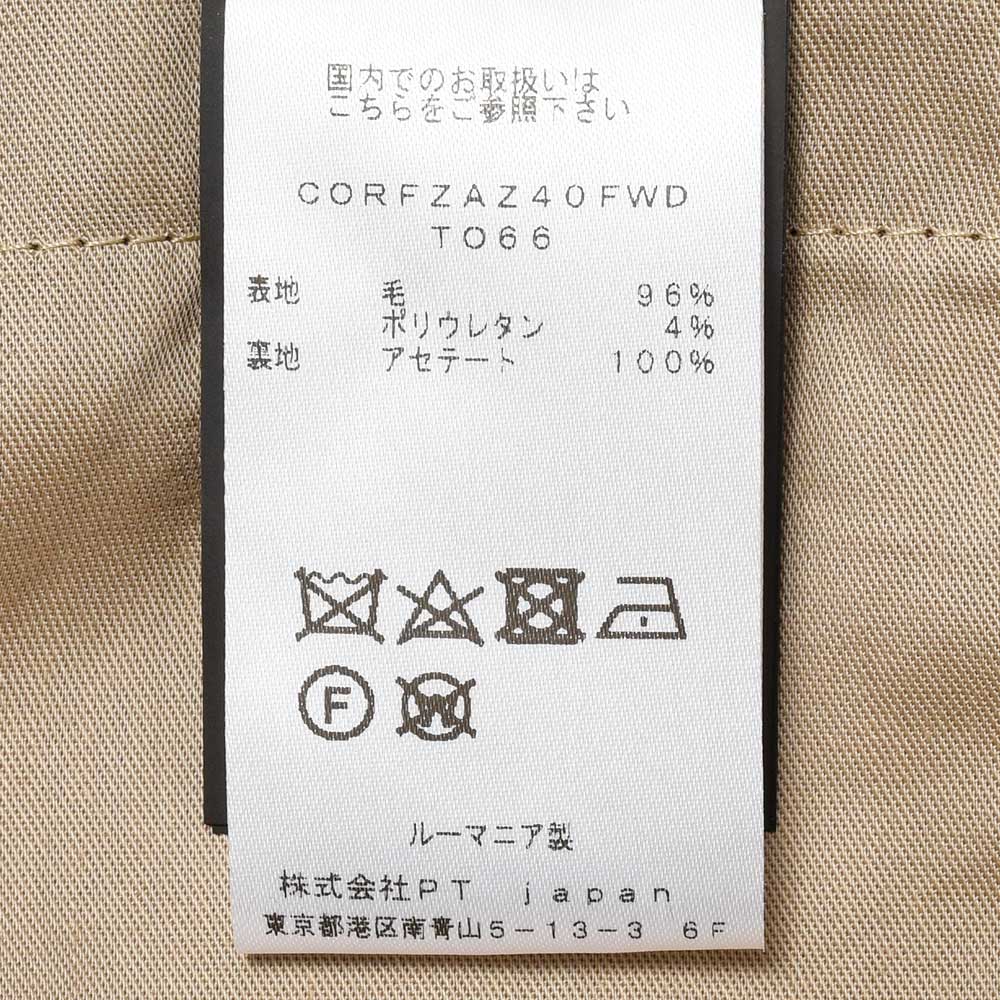 国内でのお取扱いは
こちらをご参照下さい
CORFZAZ40FWD
TO66
表地 毛 96%
ポリウレタン 4%
裏地 アセテート 100%
F W
ルーマニア製
株式会社PT japan
東京都港区南青山5-13-3 6F